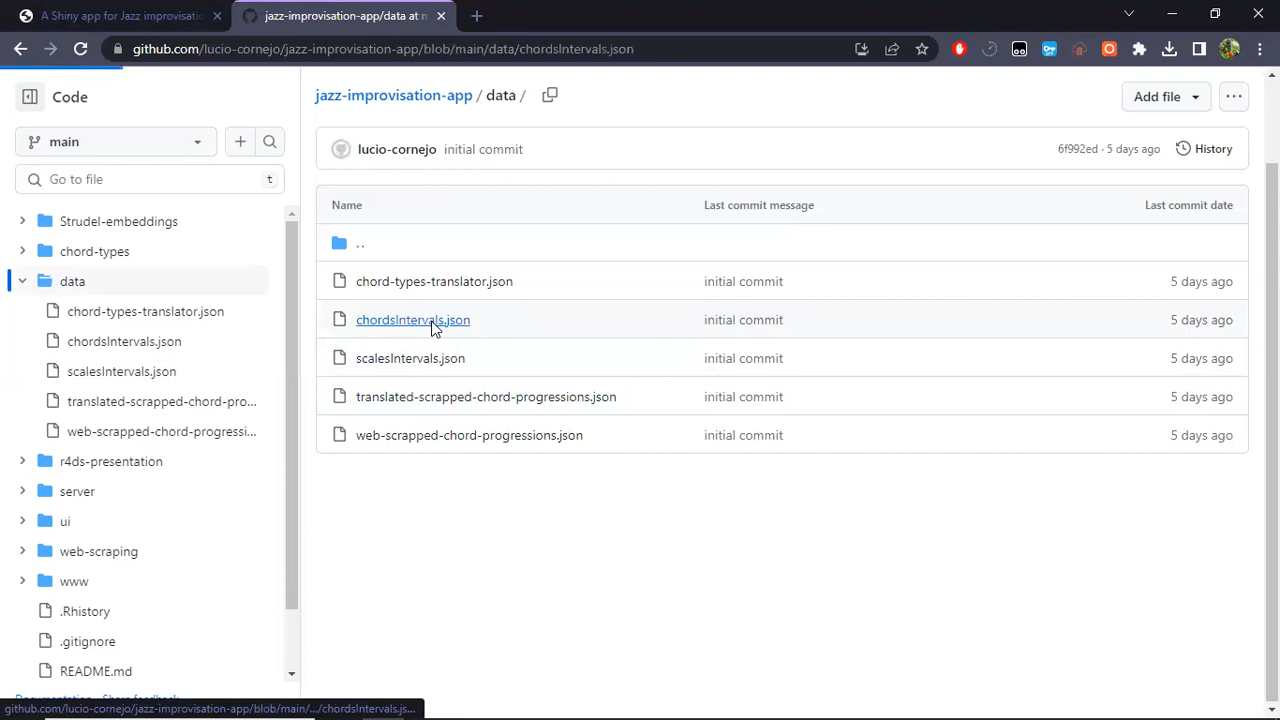 A Shiny app for Jazz improvisati
jazz-improvisation-app/data at m
github.com/lucio-cornejo/jazz-improvisation-app/blob/main/data/chordsIntervals.json
Code
jazz-improvisation-app / data /
Add file
main
lucio-cornejo initial commit
6f992ed · 5 days ago
History
Go to file
t
Name
Last commit message
Last commit date
Strudel-embeddings
chord-types
data
chord-types-translator.json
chordsIntervals.json
scalesIntervals.json
translated-scrapped-chord-pro...
web-scrapped-chord-progressi...
r4ds-presentation
server
ui
web-scraping
www
.Rhistory
.gitignore
README.md
..
chord-types-translator.json initial commit 5 days ago
chordsIntervals.json initial commit 5 days ago
scalesIntervals.json initial commit 5 days ago
translated-scrapped-chord-progressions.json initial commit 5 days ago
web-scrapped-chord-progressions.json initial commit 5 days ago
Documentation · Share feedback
github.com/lucio-cornejo/jazz-improvisation-app/blob/main/.../chordsIntervals.js...